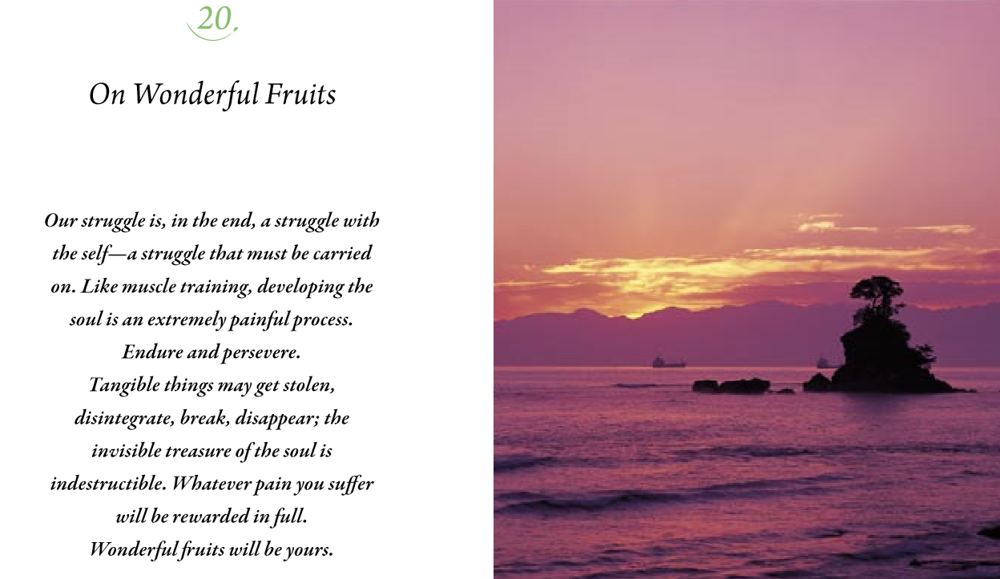 20.
On Wonderful Fruits
Our struggle is, in the end, a struggle with
the self—a struggle that must be carried
on. Like muscle training, developing the
soul is an extremely painful process.
Endure and persevere.
Tangible things may get stolen,
disintegrate, break, disappear; the
invisible treasure of the soul is
indestructible. Whatever pain you suffer
will be rewarded in full.
Wonderful fruits will be yours.